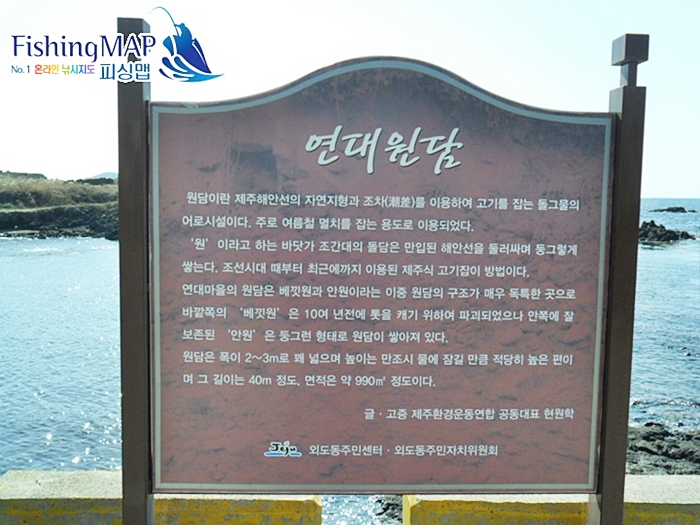 FishingMAP
No.1 온라인 낚시지도 피싱맵
연대원담
원담이란 제주해안선의 자연지형과 조차(潮差)를 이용하여 고기를 잡는 돌그물의
어로시설이다. 주로 여름철 멸치를 잡는 용도로 이용되었다.
‘원’이라고 하는 바닷가 조간대의 돌담은 만입된 해안선을 둘러싸며 둥그렇게
쌓는다. 조선시대 때부터 최근에까지 이용된 제주식 고기잡이 방법이다.
연대마을의 원담은 베낏원과 안원이라는 이중 원담의 구조가 매우 독특한 곳으로
바깥쪽의 ‘베낏원’은 10여 년전에 톳을 캐기 위하여 파괴되었으나 안쪽에 잘
보존된 ‘안원’은 둥그런 형태로 원담이 쌓아져 있다.
원담은 폭이 2~3m로 꽤 넓으며 높이는 만조시 물에 잠길 만큼 적당히 높은 편이
며 그 길이는 40m 정도, 면적은 약 990㎡ 정도이다.
글·고증 제주환경운동연합 공동대표 현원학
Jeju 외도동주민센터·외도동주민자치위원회